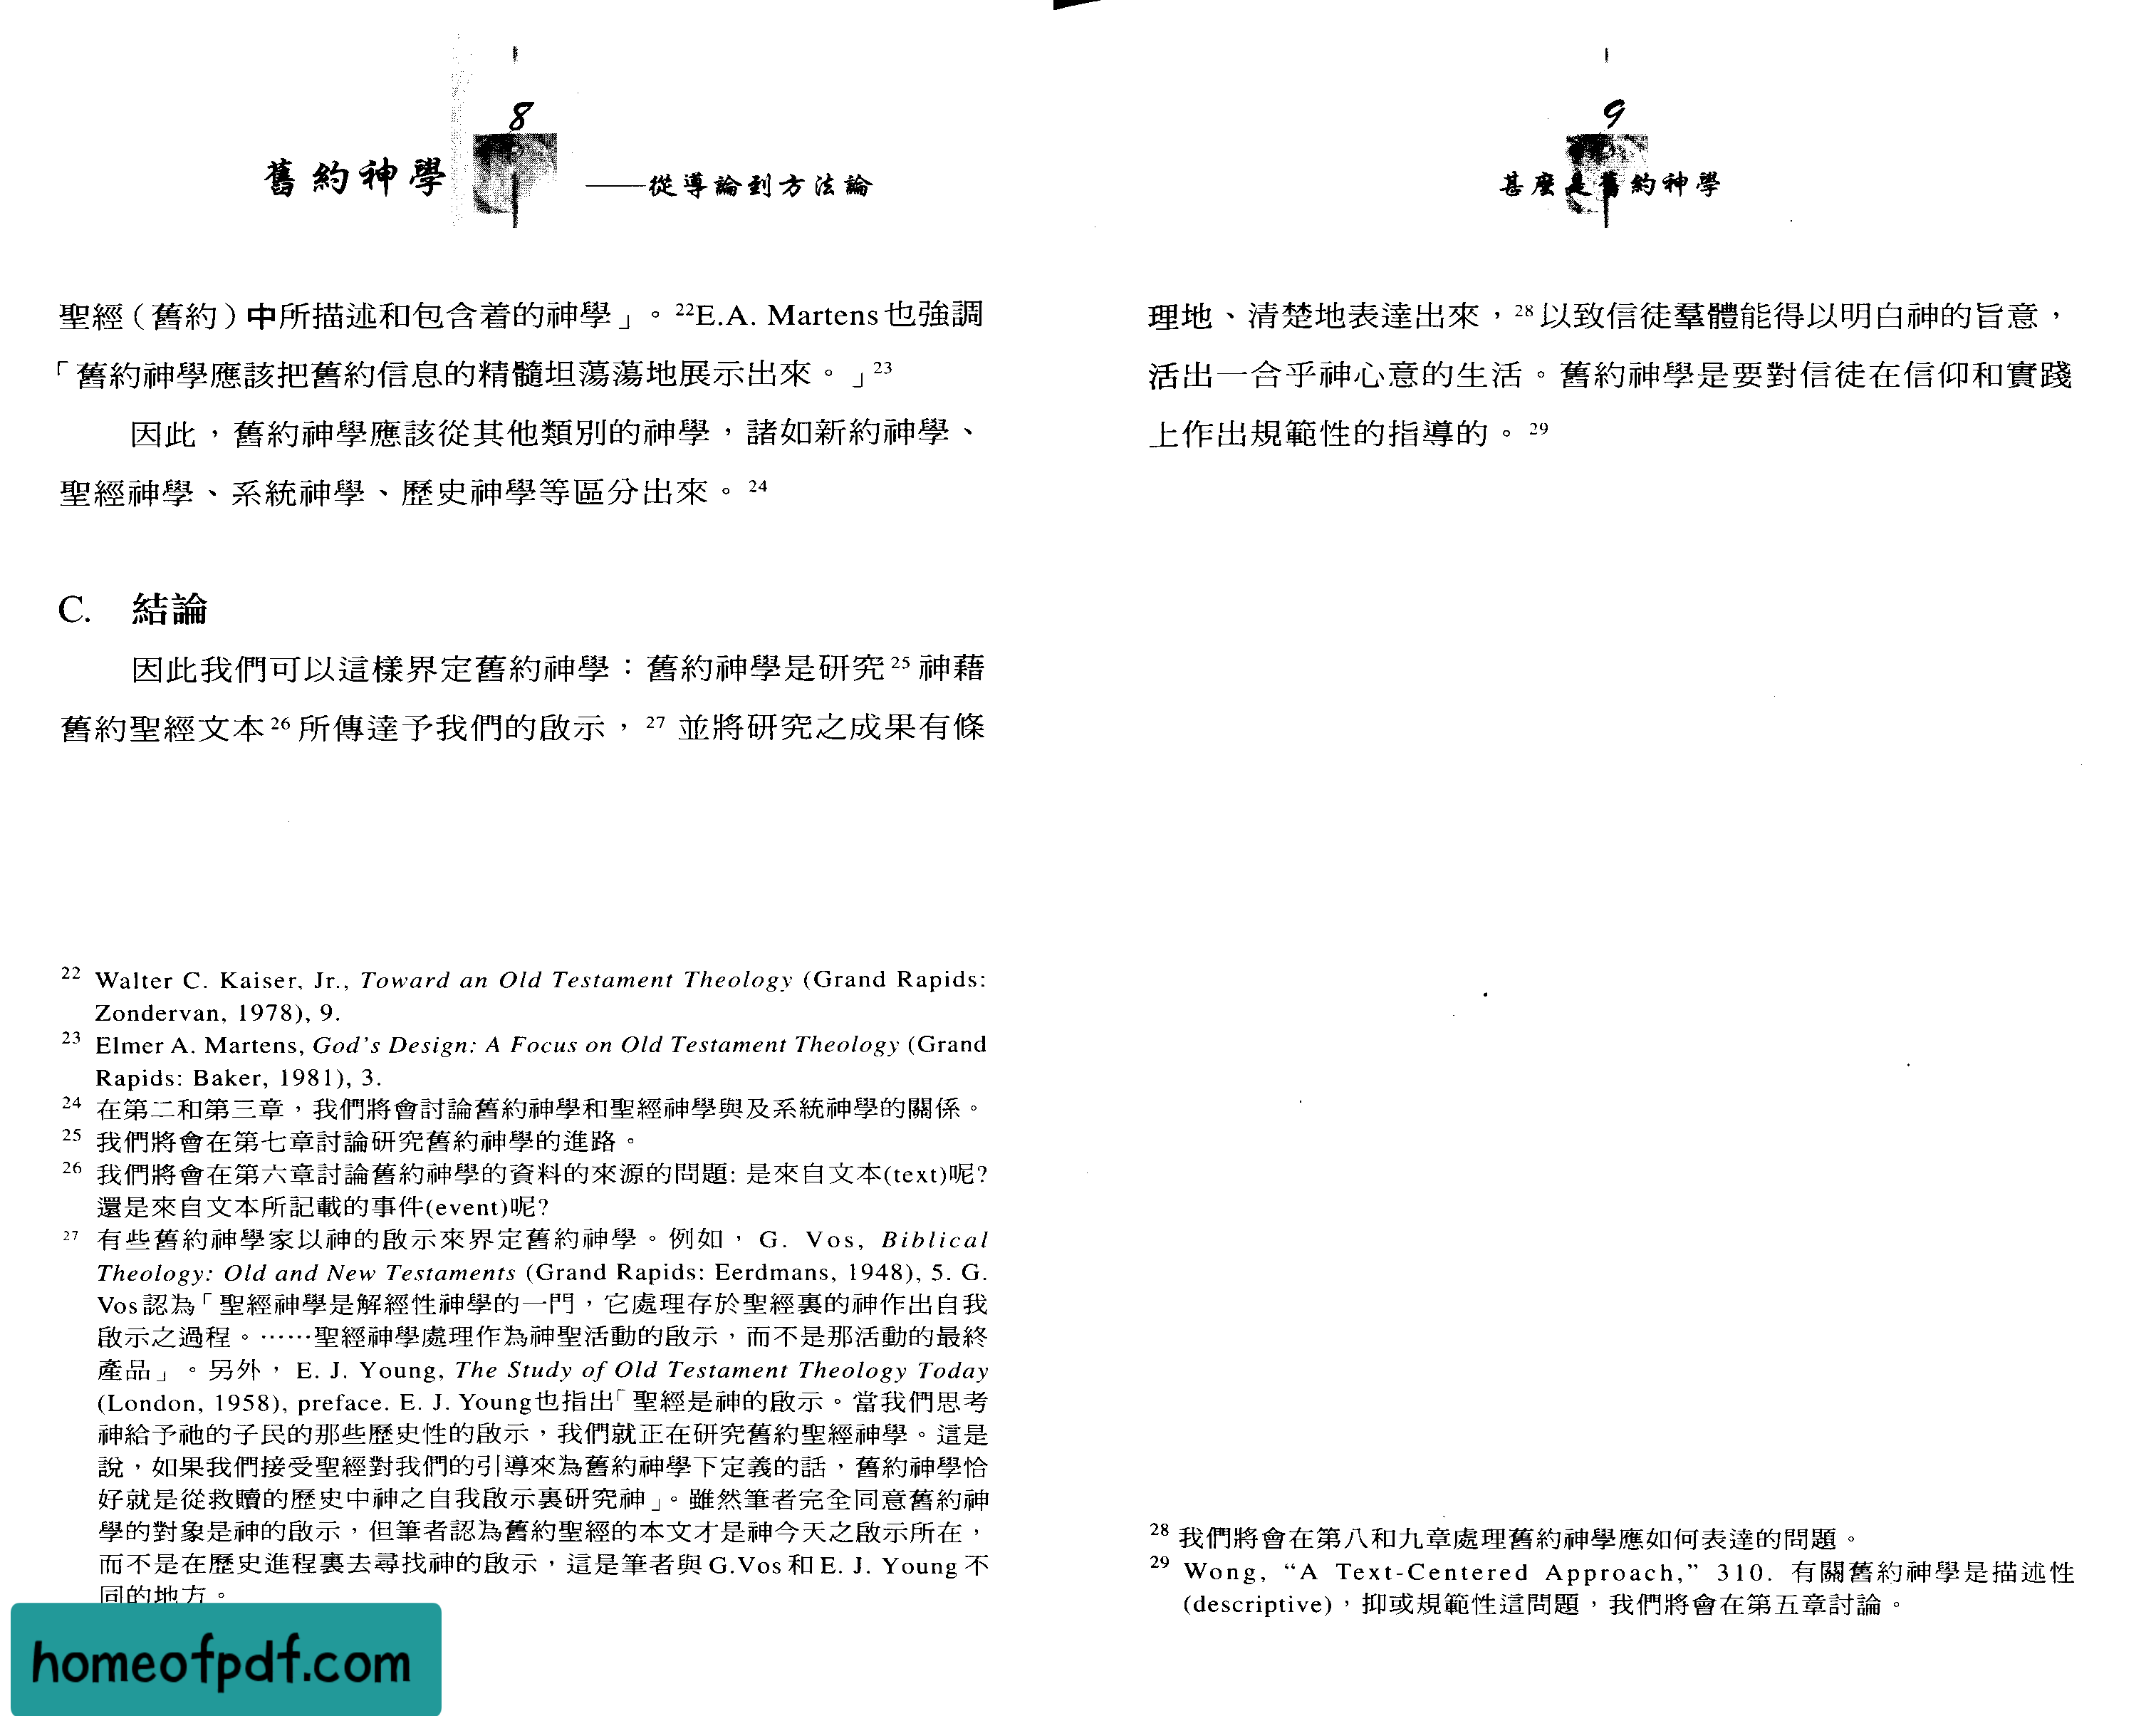 8
舊約神學
——從導論到方法論
聖經（舊約）中所描述和包含着的神學」。22E.A. Martens也強調
「舊約神學應該把舊約信息的精髓坦蕩蕩地展示出來。」23
因此，舊約神學應該從其他類別的神學，諸如新約神學、
聖經神學、系統神學、歷史神學等區分出來。24
C. 結論
因此我們可以這樣界定舊約神學：舊約神學是研究25神藉
舊約聖經文本26所傳達予我們的啟示，27並將研究之成果有條
22 Walter C. Kaiser, Jr., Toward an Old Testament Theology (Grand Rapids:
Zondervan, 1978), 9.
23 Elmer A. Martens, God's Design: A Focus on Old Testament Theology (Grand
Rapids: Baker, 1981), 3.
24 在第二和第三章，我們將會討論舊約神學和聖經神學與及系統神學的關係。
25 我們將會在第七章討論研究舊約神學的進路。
26 我們將會在第六章討論舊約神學的資料的來源的問題: 是來自文本(text)呢?
還是來自文本所記載的事件(event)呢?
27 有些舊約神學家以神的啟示來界定舊約神學。例如，G. Vos, Biblical
Theology: Old and New Testaments (Grand Rapids: Eerdmans, 1948), 5. G.
Vos認為「聖經神學是解經性神學的一門，它處理存於聖經裏的神作出自我
啟示之過程。……聖經神學處理作為神聖活動的啟示，而不是那活動的最終
產品」。另外，E. J. Young, The Study of Old Testament Theology Today
(London, 1958), preface. E. J. Young也指出「聖經是神的啟示。當我們思考
神給予祂的子民的那些歷史性的啟示，我們就正在研究舊約聖經神學。這是
說，如果我們接受聖經對我們的引導來為舊約神學下定義的話，舊約神學恰
好就是從救贖的歷史中神之自我啟示裏研究神」。雖然筆者完全同意舊約神
學的對象是神的啟示，但筆者認為舊約聖經的本文才是神今天之啟示所在，
而不是在歷史進程裏去尋找神的啟示，這是筆者與G.Vos和E. J. Young不
同的地方。
homeofpdf.com
9
甚麼是舊約神學
理地、清楚地表達出來，28以致信徒羣體能得以明白神的旨意，
活出一合乎神心意的生活。舊約神學是要對信徒在信仰和實踐
上作出規範性的指導的。29
28 我們將會在第八和九章處理舊約神學應如何表達的問題。
29 Wong, “A Text-Centered Approach,” 310. 有關舊約神學是描述性
(descriptive)，抑或規範性這問題，我們將會在第五章討論。